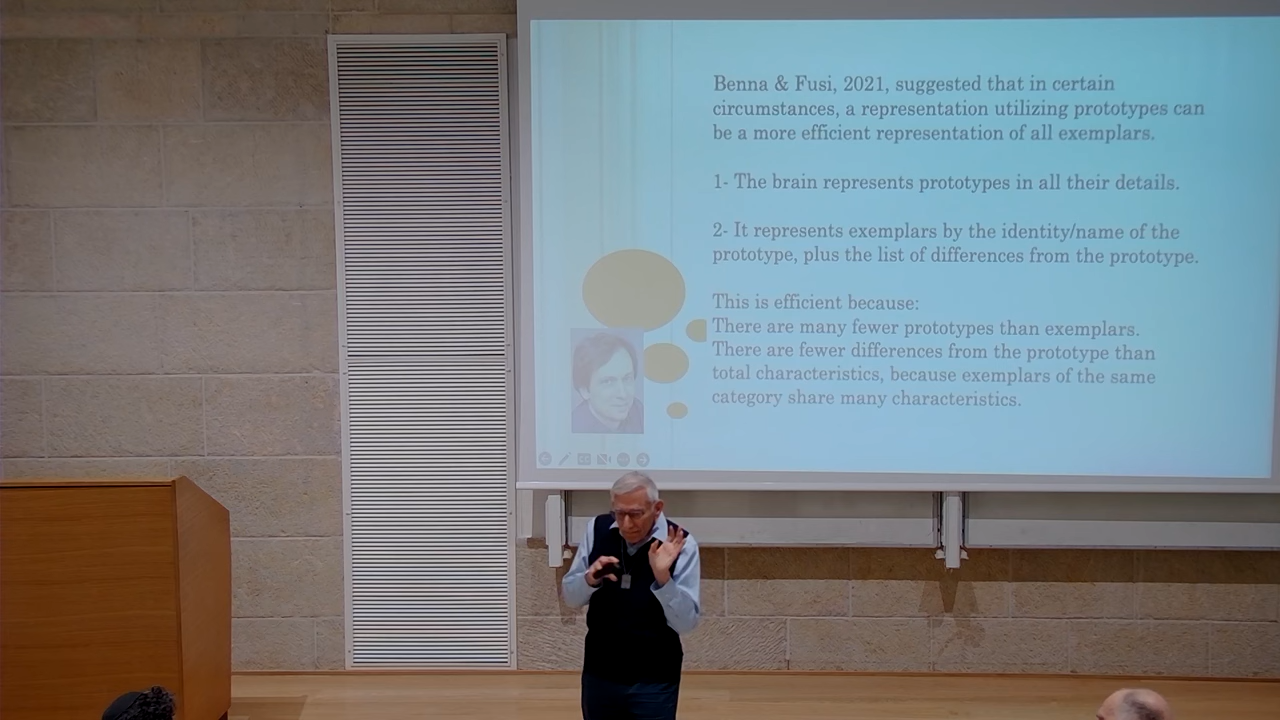 Benna & Fusi, 2021, suggested that in certain
circumstances, a representation utilizing prototypes can
be a more efficient representation of all exemplars.
1- The brain represents prototypes in all their details.
2- It represents exemplars by the identity/name of the
prototype, plus the list of differences from the prototype.
This is efficient because:
There are many fewer prototypes than exemplars.
There are fewer differences from the prototype than
total characteristics, because exemplars of the same
category share many characteristics.